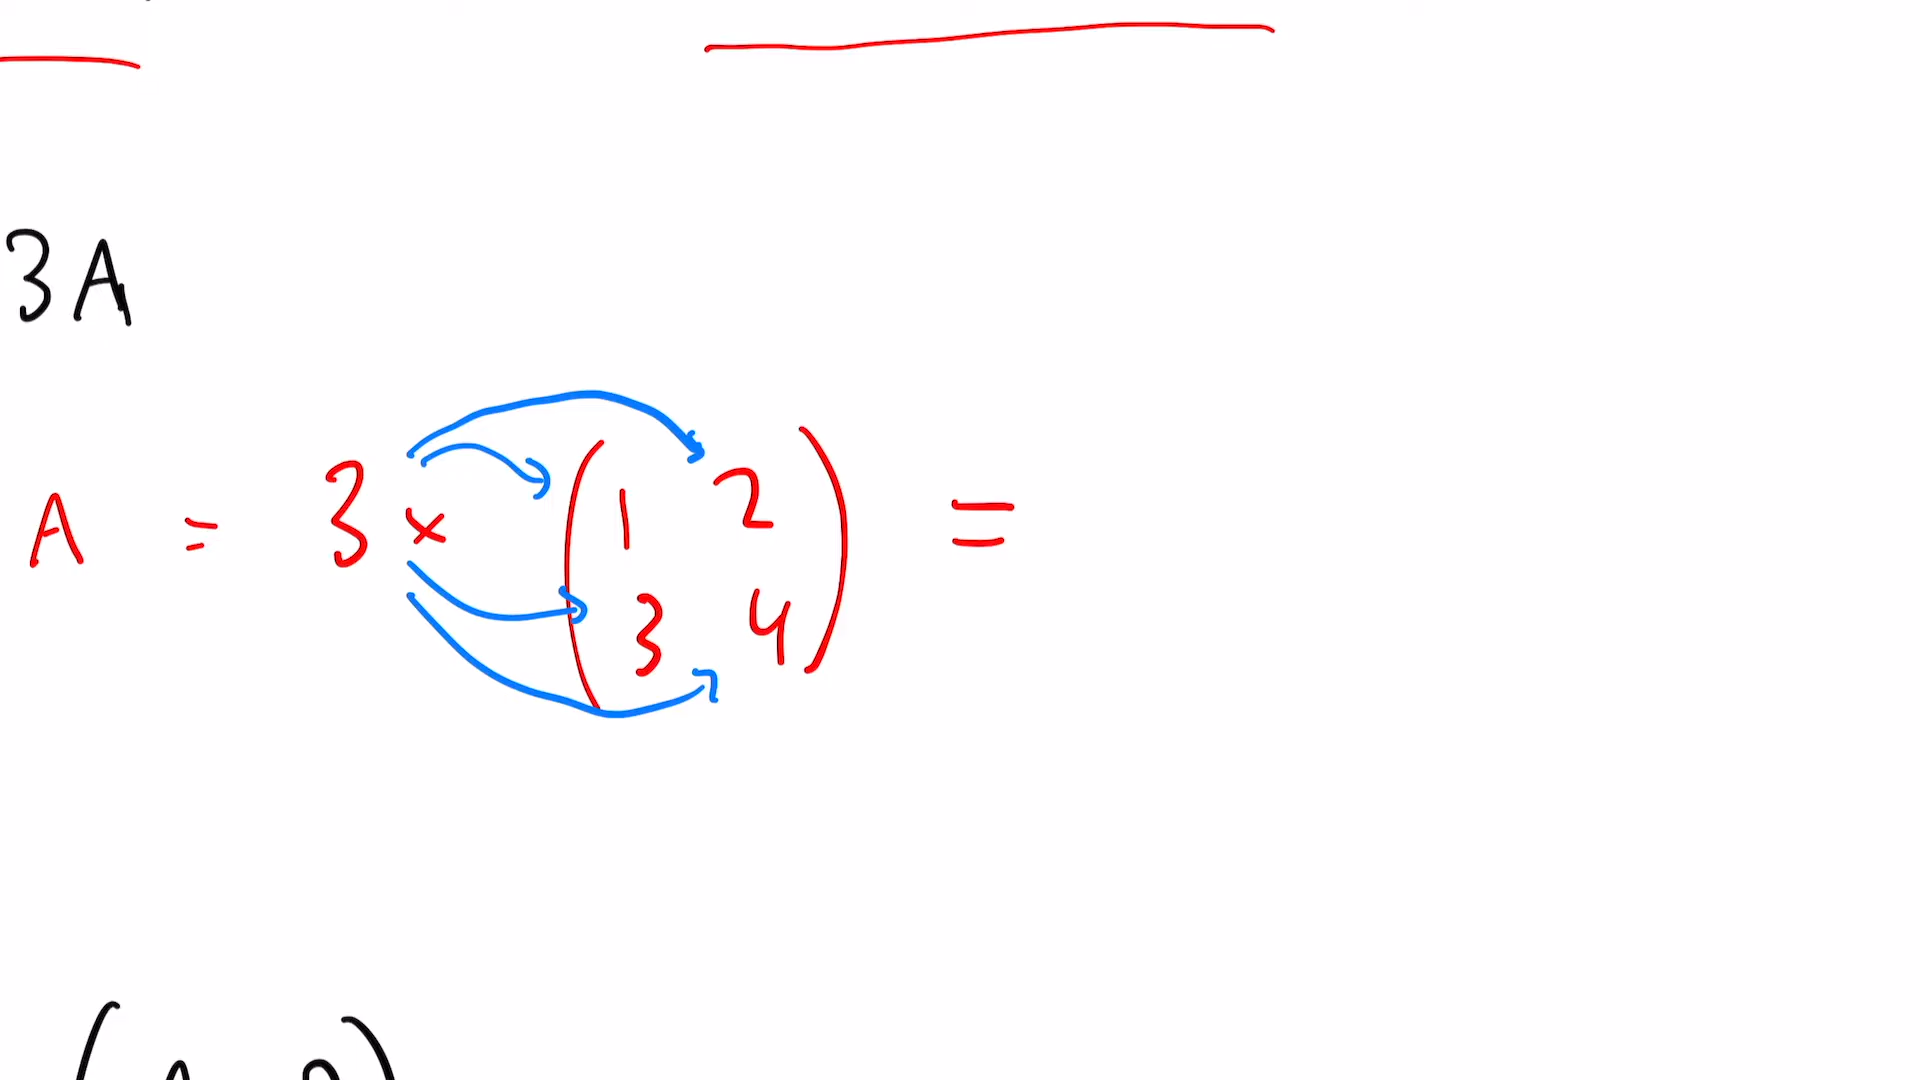 3A
A = 3 × ( 1 2 ) =
3 4